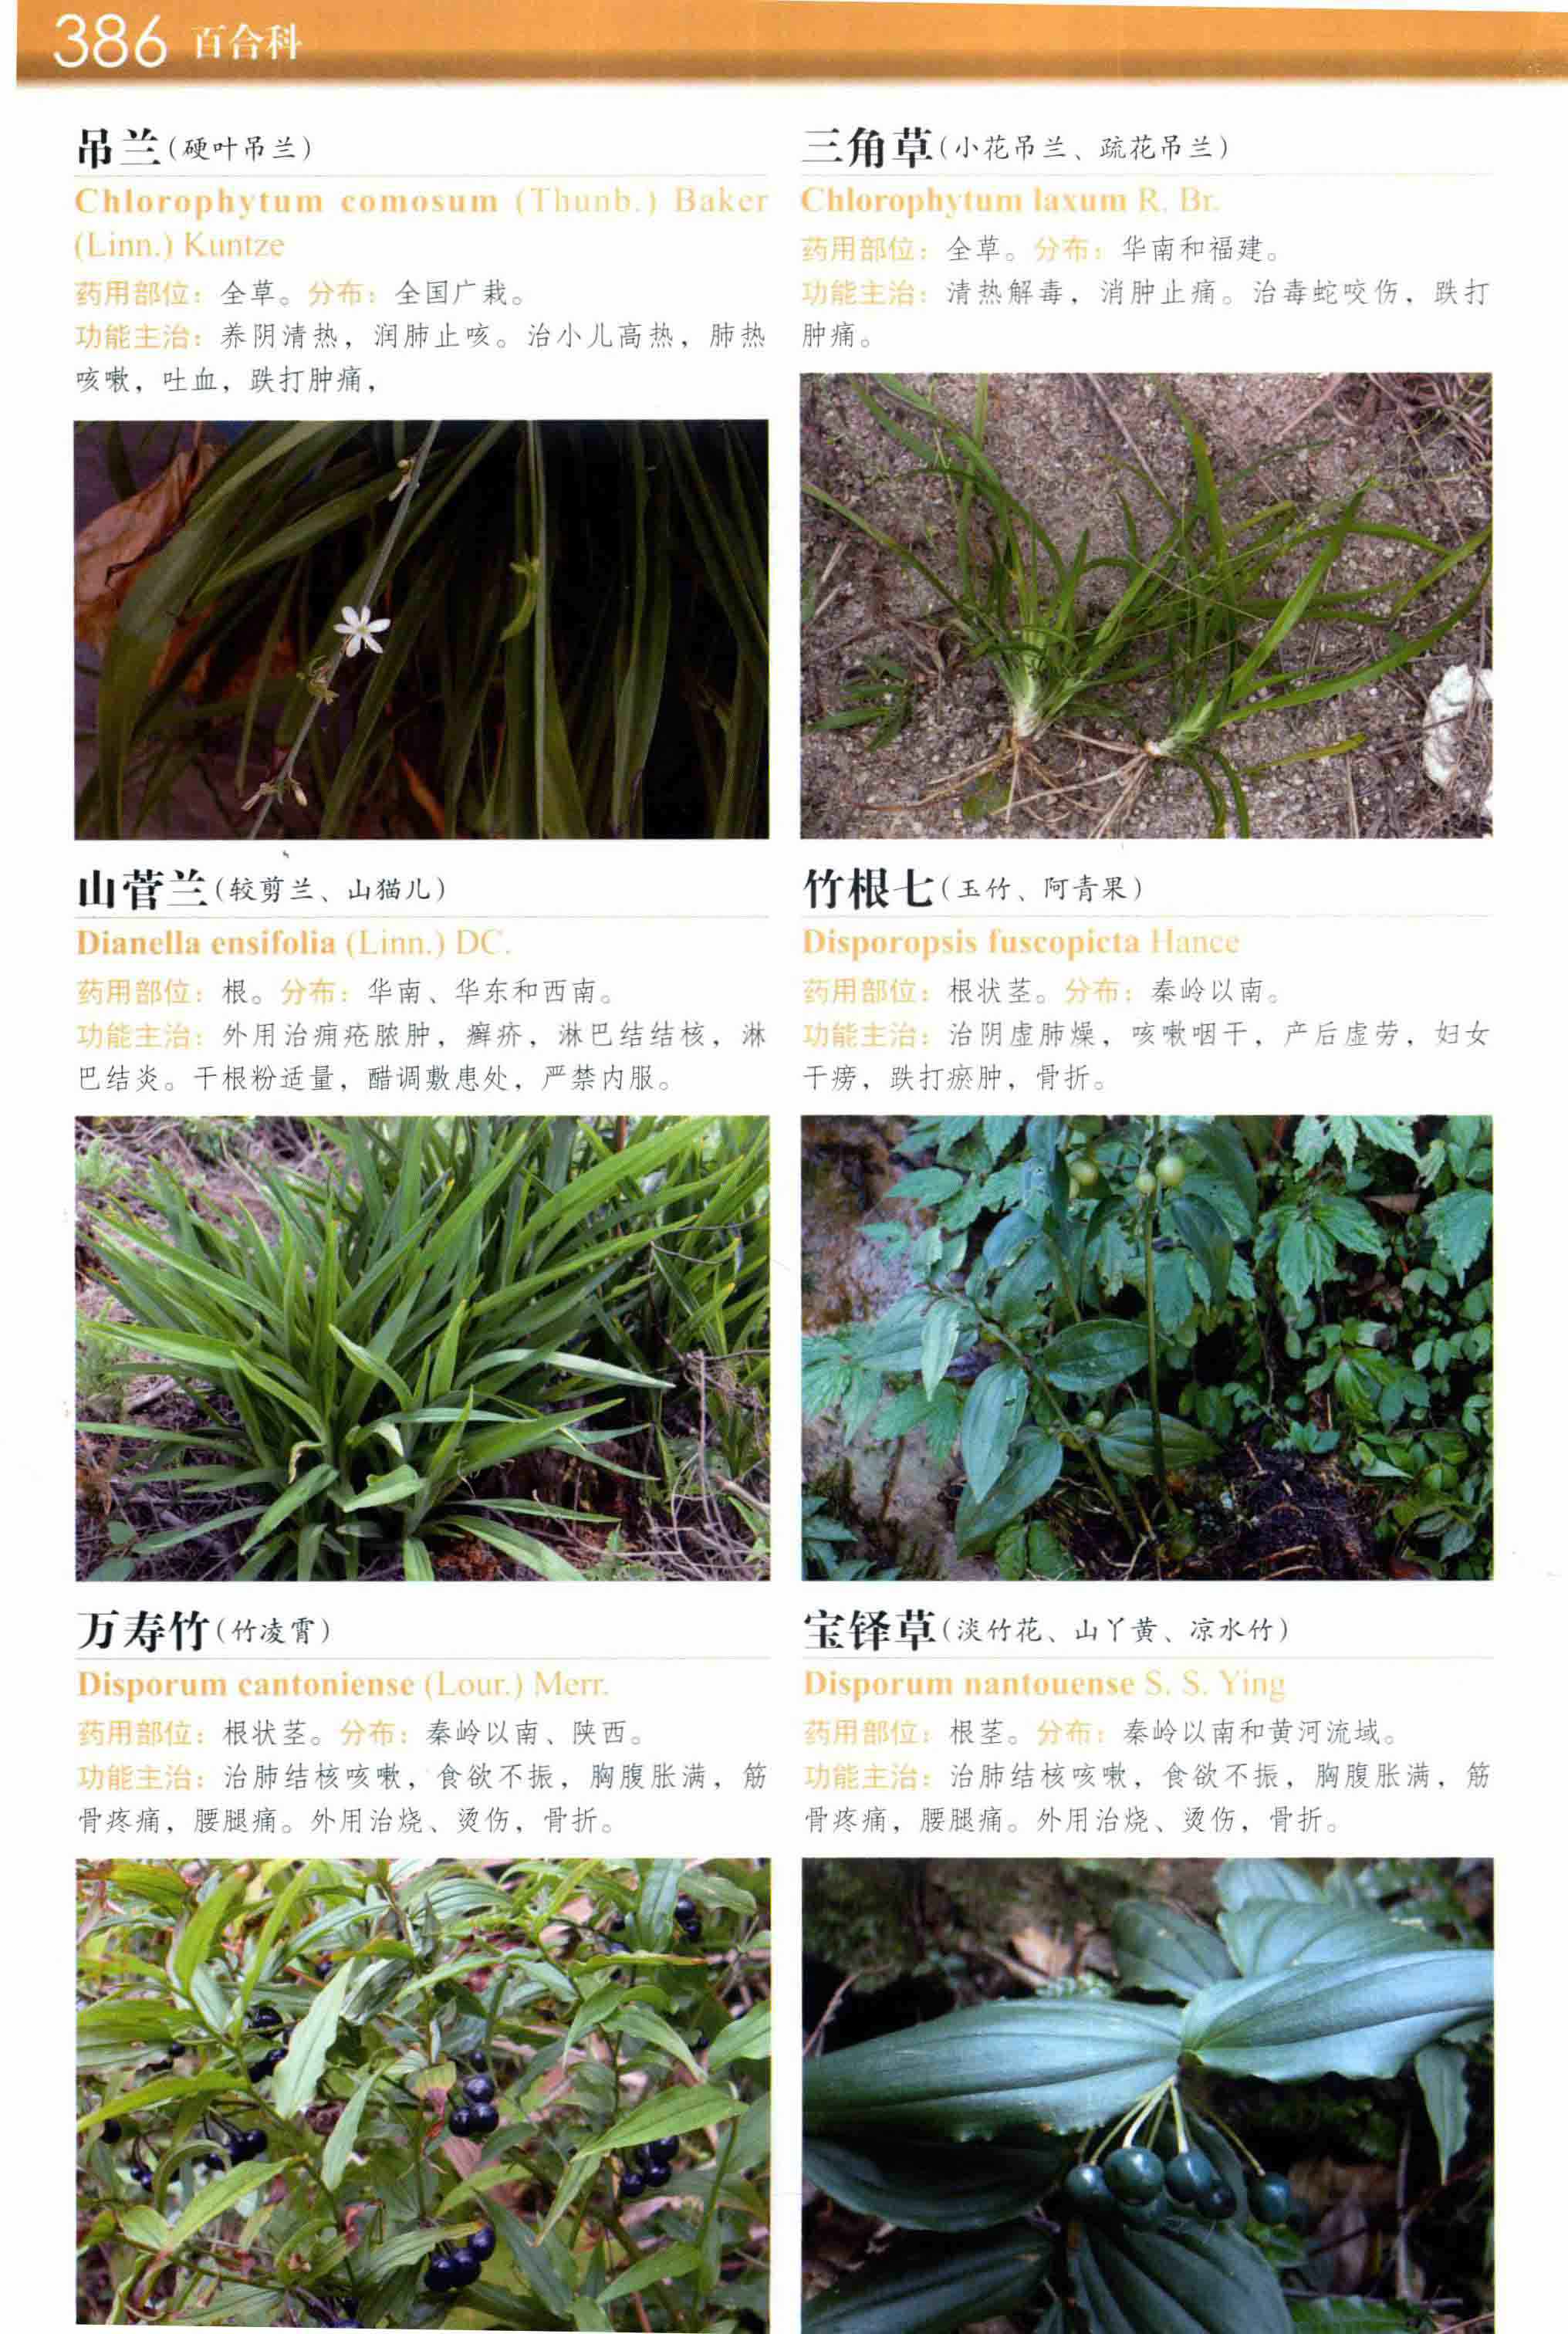 386 百合科
吊兰(硬叶吊兰)
Chlorophytum comosum (Thunb.) Baker
(Linn.) Kuntze
药用部位：全草。分布：全国广栽。
功能主治：养阴清热，润肺止咳。治小儿高热，肺热
咳嗽，吐血，跌打肿痛，
三角草(小花吊兰、疏花吊兰)
Chlorophytum laxum R. Br.
药用部位：全草。分布：华南和福建。
功能主治：清热解毒，消肿止痛。治毒蛇咬伤，跌打
肿痛。
山菅兰(较剪兰、山猫儿)
Dianella ensifolia (Linn.) DC.
药用部位：根。分布：华南、华东和西南。
功能主治：外用治痈疮脓肿，癣疥，淋巴结结核，淋
巴结炎。干根粉适量，醋调敷患处，严禁内服。
竹根七(玉竹、阿青果)
Disporopsis fuscopicta Hance
药用部位：根状茎。分布：秦岭以南。
功能主治：治阴虚肺燥，咳嗽咽干，产后虚劳，妇女
干痨，跌打瘀肿，骨折。
万寿竹(竹凌霄)
Disporum cantoniense (Lour.) Merr.
药用部位：根状茎。分布：秦岭以南、陕西。
功能主治：治肺结核咳嗽，食欲不振，胸腹胀满，筋
骨疼痛，腰腿痛。外用治烧、烫伤，骨折。
宝铎草(淡竹花、山丫黄、凉水竹)
Disporum nantouense S. S. Ying
药用部位：根茎。分布：秦岭以南和黄河流域。
功能主治：治肺结核咳嗽，食欲不振，胸腹胀满，筋
骨疼痛，腰腿痛。外用治烧、烫伤，骨折。